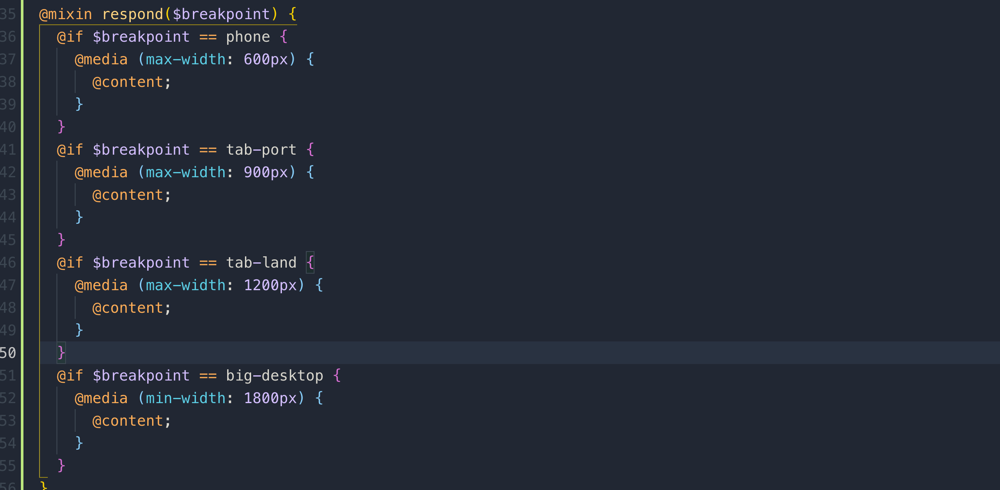 35 @mixin respond($breakpoint) {
36 @if $breakpoint == phone {
37 @media (max-width: 600px) {
38 @content;
39 }
40 }
41 @if $breakpoint == tab-port {
42 @media (max-width: 900px) {
43 @content;
44 }
45 }
46 @if $breakpoint == tab-land {
47 @media (max-width: 1200px) {
48 @content;
49 }
50 }
51 @if $breakpoint == big-desktop {
52 @media (min-width: 1800px) {
53 @content;
54 }
55 }
56 }